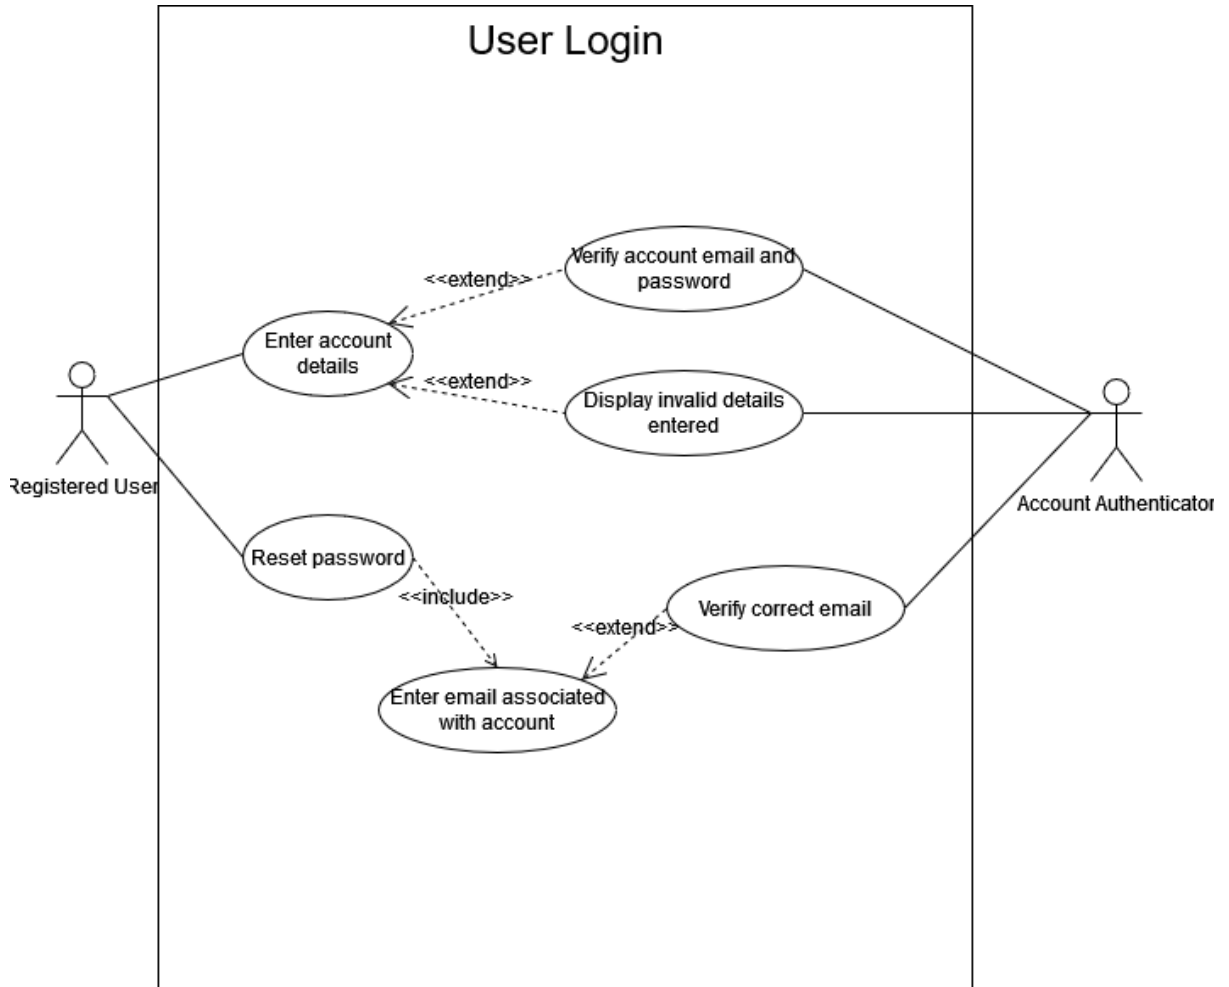 User Login
Verify account email and
password
<<extend>>
Enter account
details
<<extend>>
Display invalid details
entered
Registered User
Account Authenticator
Reset password
<<include>>
Verify correct email
<<extend>>
Enter email associated
with account